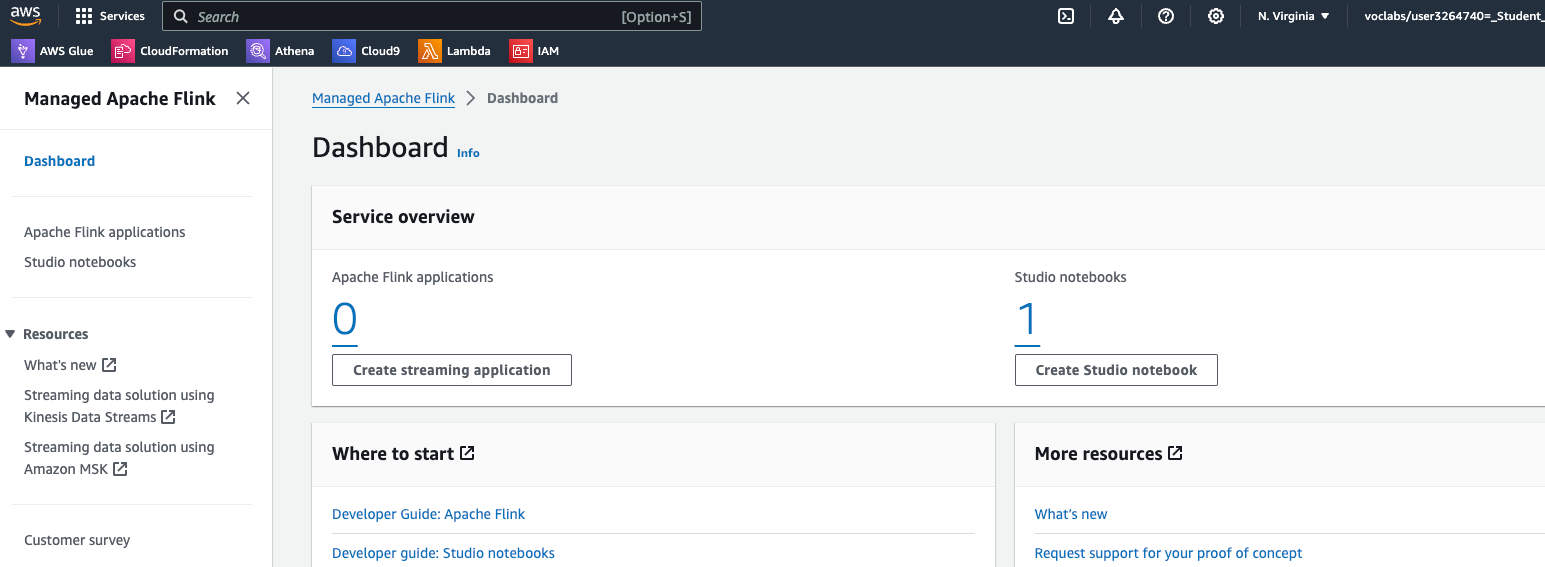 aws
Services
Search
[Option+S]
N. Virginia
voclabs/user3264740=_Student_
AWS Glue
CloudFormation
Athena
Cloud9
Lambda
IAM
Managed Apache Flink
Dashboard
Apache Flink applications
Studio notebooks
Resources
What's new
Streaming data solution using
Kinesis Data Streams
Streaming data solution using
Amazon MSK
Customer survey
Managed Apache Flink > Dashboard
Dashboard Info
Service overview
Apache Flink applications
0
Create streaming application
Studio notebooks
1
Create Studio notebook
Where to start
Developer Guide: Apache Flink
Developer guide: Studio notebooks
More resources
What's new
Request support for your proof of concept